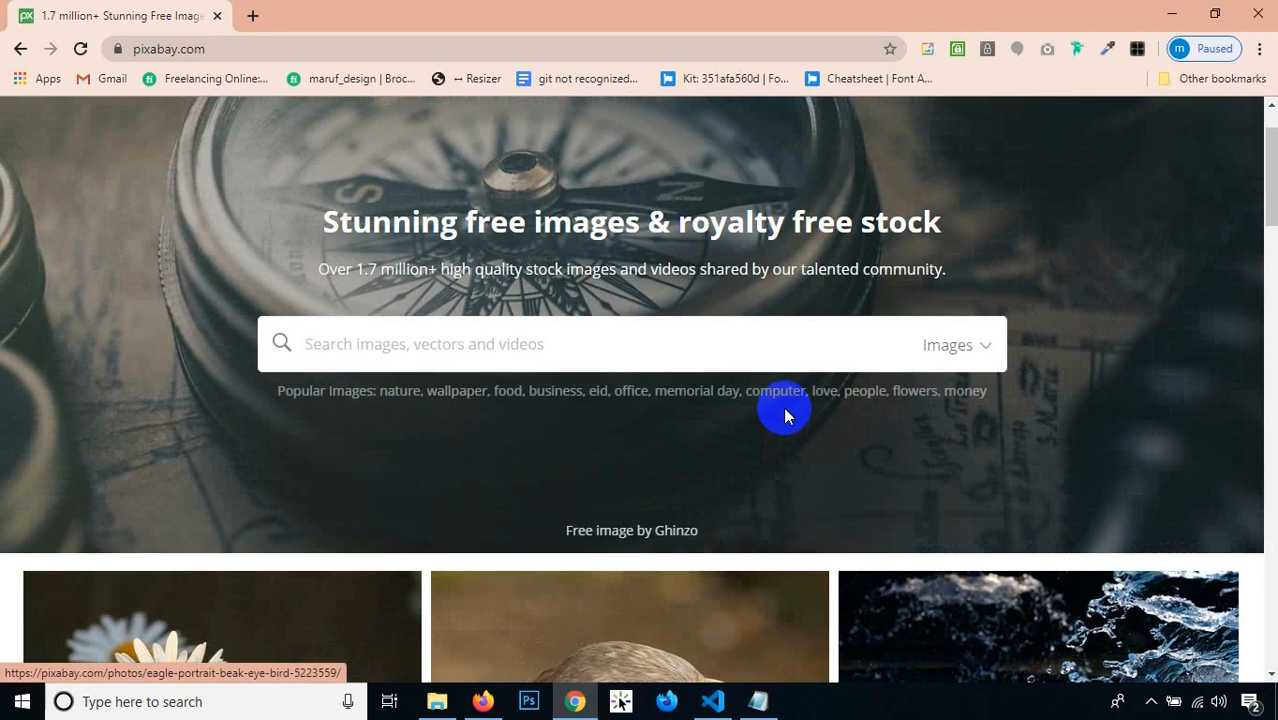 px 1.7 million+ Stunning Free Image
pixabay.com
m Paused
Apps Gmail Freelancing Online:... maruf_design | Broc... ↔ Resizer git not recognized... Kit: 351fafa560d | Fo... Cheatsheet | Font A... Other bookmarks
Stunning free images & royalty free stock
Over 1.7 million+ high quality stock images and videos shared by our talented community.
Search images, vectors and videos Images
Popular Images: nature, wallpaper, food, business, eid, office, memorial day, computer, love, people, flowers, money
Free image by Ghinzo
https://pixabay.com/photos/eagle-portrait-beak-eye-bird-5223559/
Type here to search Ps 2